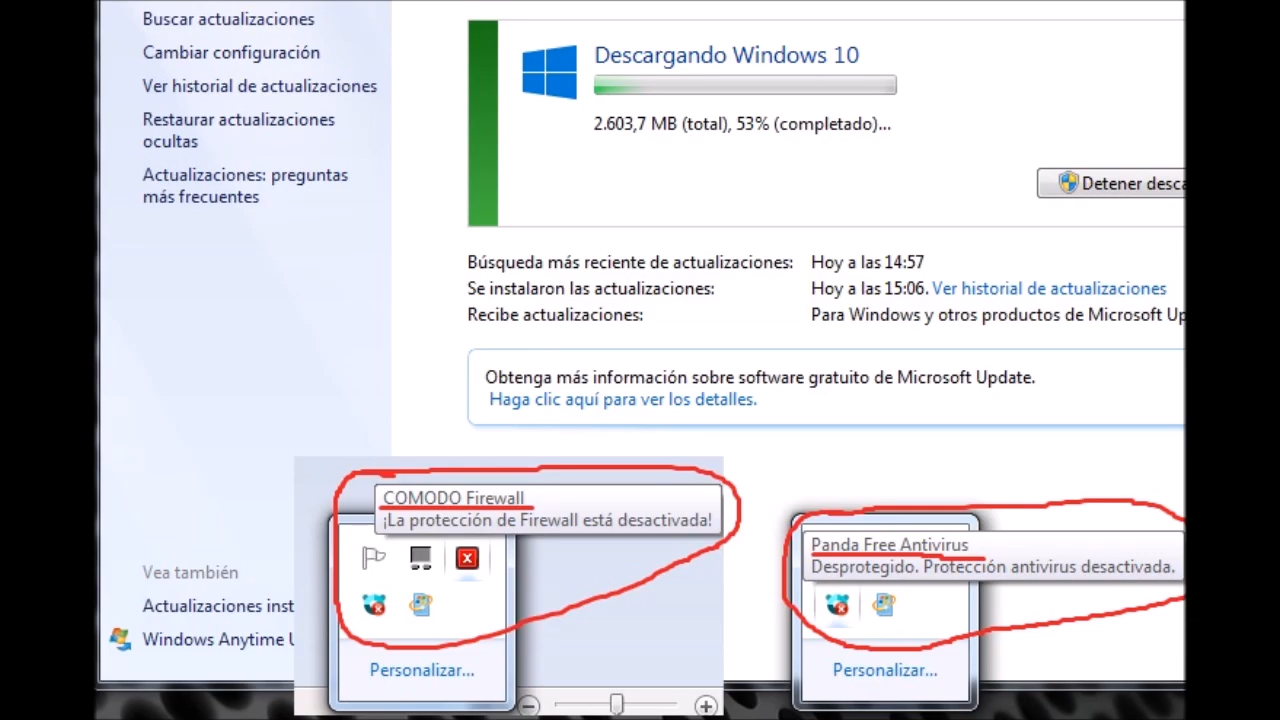 Buscar actualizaciones
Cambiar configuración
Ver historial de actualizaciones
Restaurar actualizaciones
ocultas
Actualizaciones: preguntas
más frecuentes
Descargando Windows 10
2.603,7 MB (total), 53% (completado)...
Detener desca
Búsqueda más reciente de actualizaciones: Hoy a las 14:57
Se instalaron las actualizaciones: Hoy a las 15:06. Ver historial de actualizaciones
Recibe actualizaciones: Para Windows y otros productos de Microsoft Up
Obtenga más información sobre software gratuito de Microsoft Update.
Haga clic aquí para ver los detalles.
Vea también
Actualizaciones inst
Windows Anytime U
COMODO Firewall
¡La protección de Firewall está desactivada!
Personalizar...
Panda Free Antivirus
Desprotegido. Protección antivirus desactivada.
Personalizar...